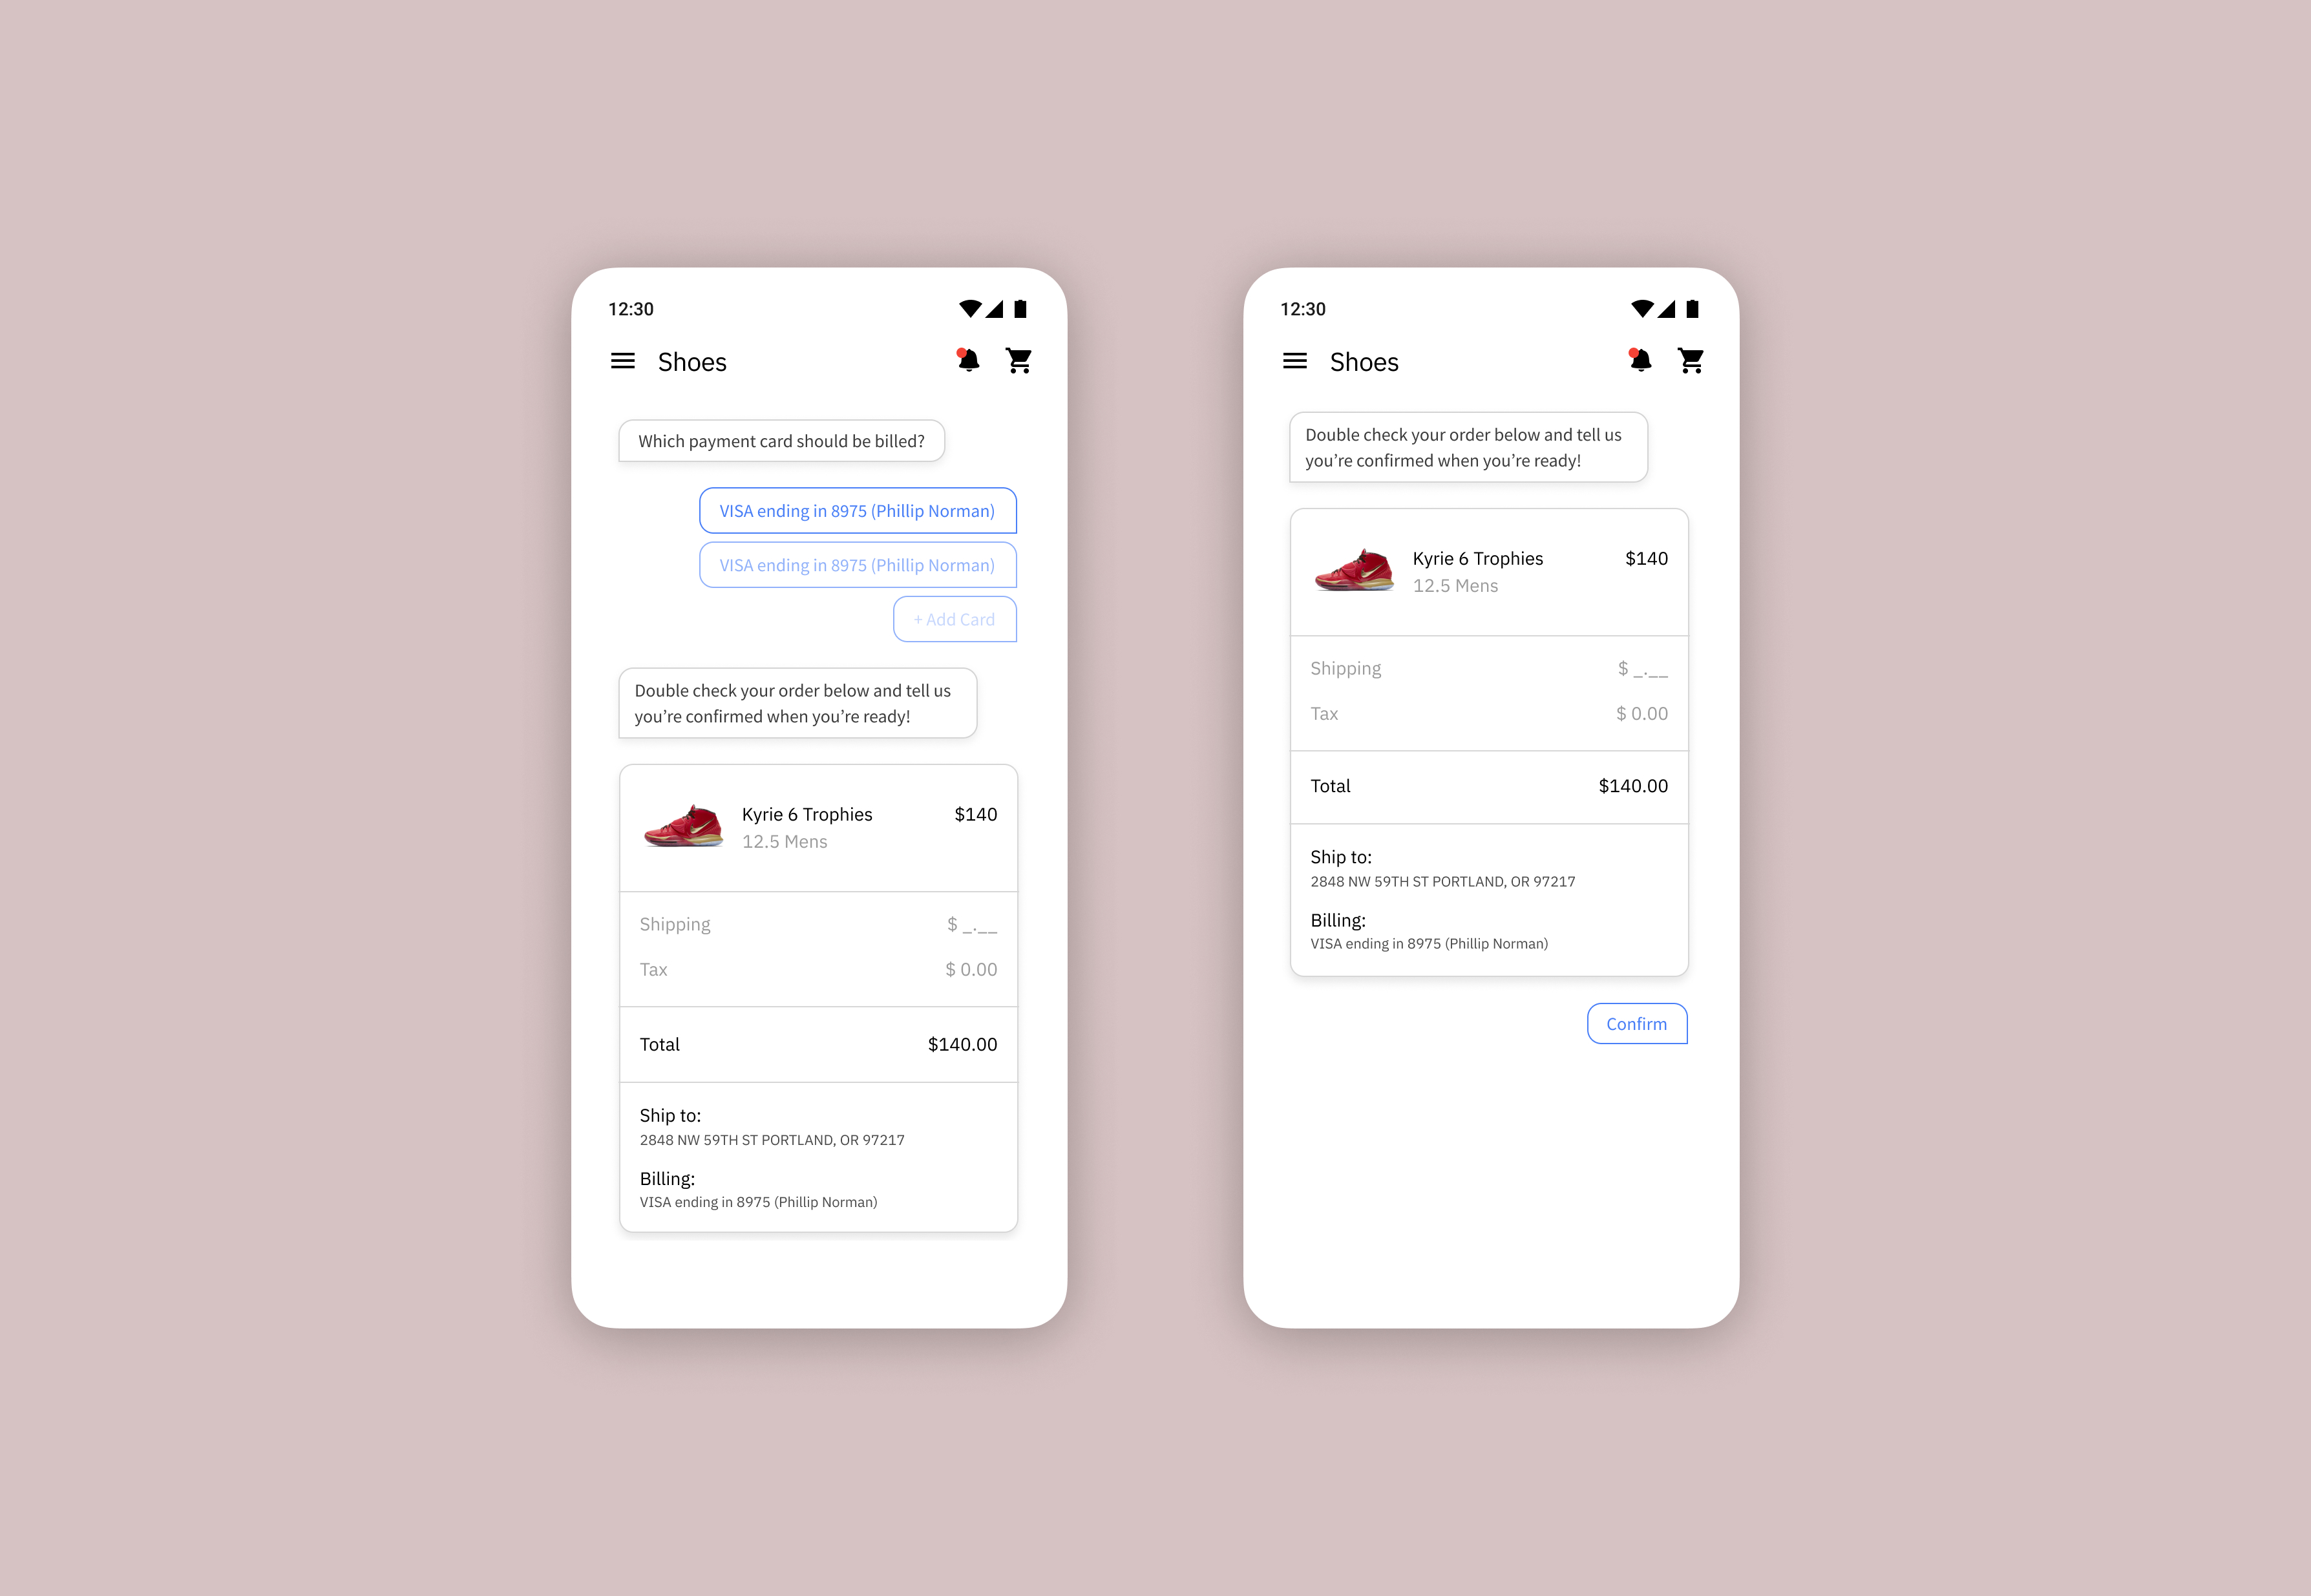 12:30
Shoes
Which payment card should be billed?
VISA ending in 8975 (Phillip Norman)
VISA ending in 8975 (Phillip Norman)
+ Add Card
Double check your order below and tell us
you’re confirmed when you’re ready!
Kyrie 6 Trophies $140
12.5 Mens
Shipping $ _.__
Tax $ 0.00
Total $140.00
Ship to:
2848 NW 59TH ST PORTLAND, OR 97217
Billing:
VISA ending in 8975 (Phillip Norman)
12:30
Shoes
Double check your order below and tell us
you’re confirmed when you’re ready!
Kyrie 6 Trophies $140
12.5 Mens
Shipping $ _.__
Tax $ 0.00
Total $140.00
Ship to:
2848 NW 59TH ST PORTLAND, OR 97217
Billing:
VISA ending in 8975 (Phillip Norman)
Confirm